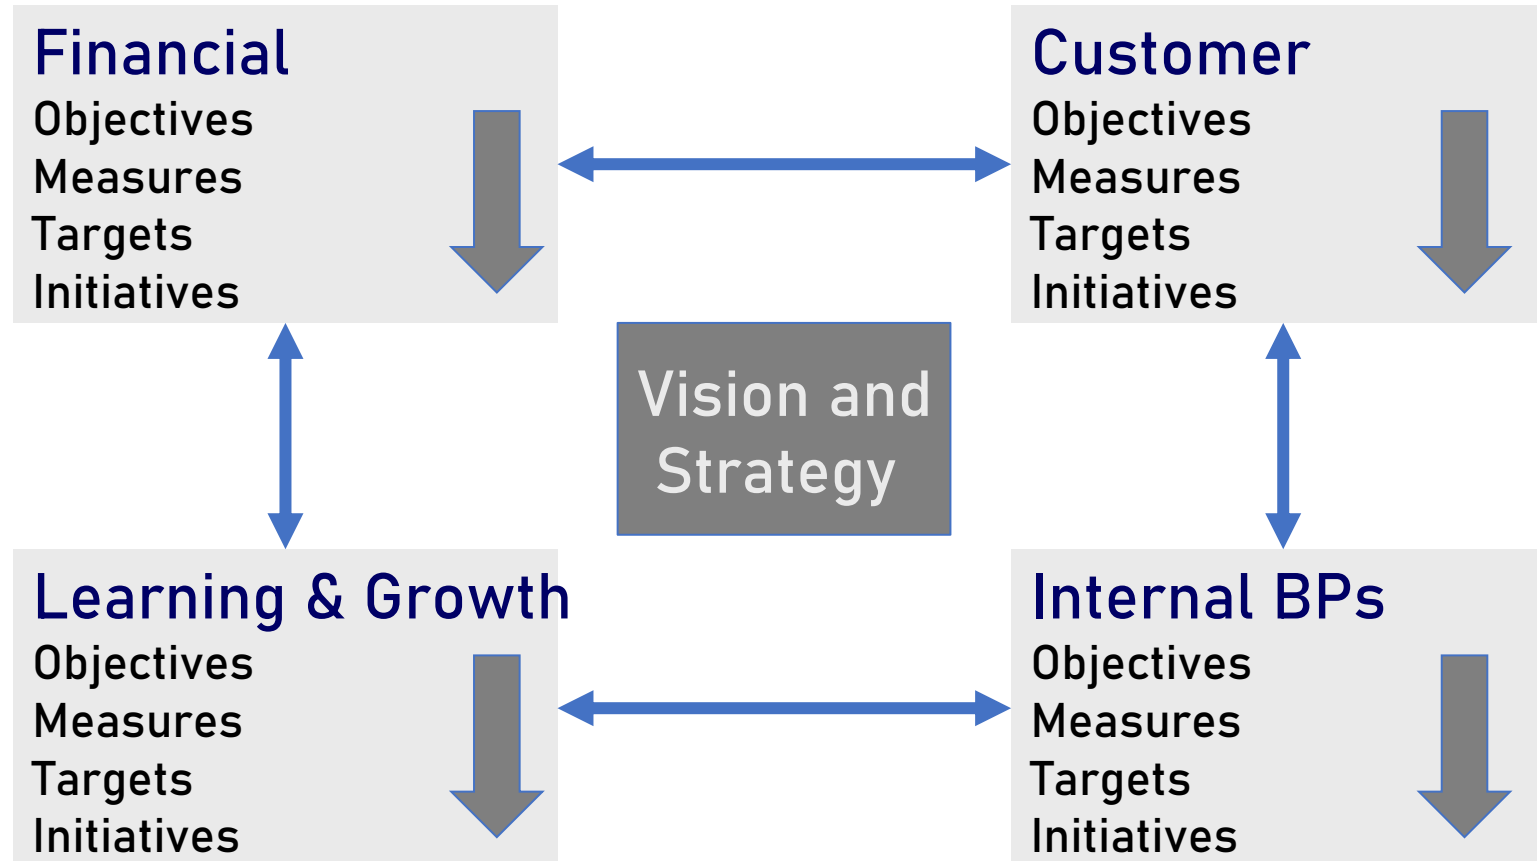 Financial
Objectives
Measures
Targets
Initiatives
Customer
Objectives
Measures
Targets
Initiatives
Vision and
Strategy
Learning & Growth
Objectives
Measures
Targets
Initiatives
Internal BPs
Objectives
Measures
Targets
Initiatives